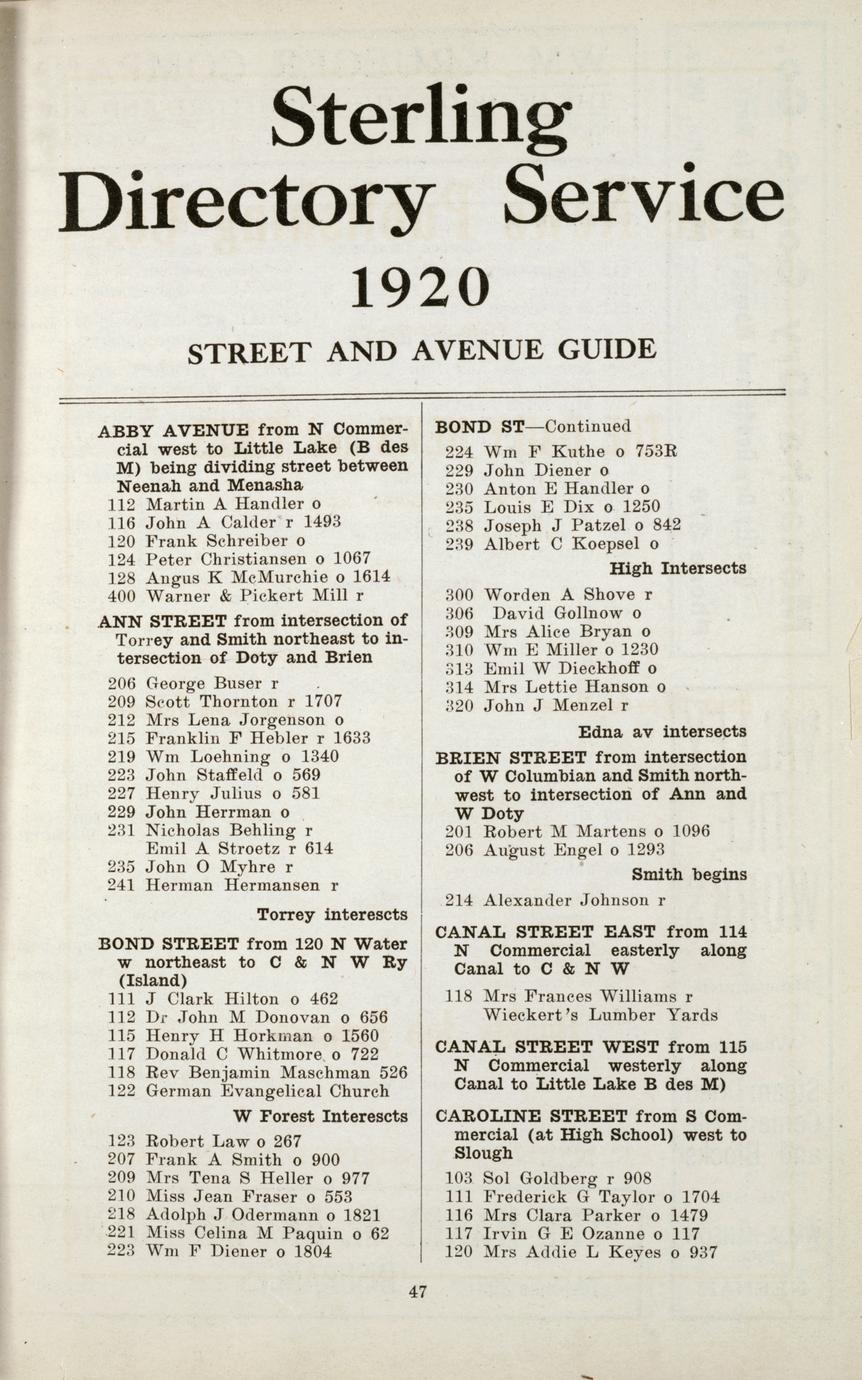 Sterling
Directory Service
1920
STREET AND AVENUE GUIDE
ABBY AVENUE from N Commer-
cial west to Little Lake (B des
M) being dividing street between
Neenah and Menasha
112 Martin A Handler o
116 John A Calder r 1493
120 Frank Schreiber o
124 Peter Christiansen o 1067
128 Angus K McMurchie o 1614
400 Warner & Pickert Mill r
ANN STREET from intersection of
Torrey and Smith northeast to in-
tersection of Doty and Brien
206 George Buser r
209 Scott Thornton r 1707
212 Mrs Lena Jorgenson o
215 Franklin F Hebler r 1633
219 Wm Loehning o 1340
223 John Staffeld o 569
227 Henry Julius o 581
229 John Herrman o
231 Nicholas Behling r
Emil A Stroetz r 614
235 John O Myhre r
241 Herman Hermansen r
Torrey interescts
BOND STREET from 120 N Water
w northeast to C & N W Ry
(Island)
111 J Clark Hilton o 462
112 Dr John M Donovan o 656
115 Henry H Horkman o 1560
117 Donald C Whitmore o 722
118 Rev Benjamin Maschman 526
122 German Evangelical Church
W Forest Interescts
123 Robert Law o 267
207 Frank A Smith o 900
209 Mrs Tena S Heller o 977
210 Miss Jean Fraser o 553
218 Adolph J Odermann o 1821
221 Miss Celina M Paquin o 62
223 Wm F Diener o 1804
BOND ST—Continued
224 Wm F Kuthe o 753R
229 John Diener o
230 Anton E Handler o
235 Louis E Dix o 1250
238 Joseph J Patzel o 842
239 Albert C Koepsel o
High Intersects
300 Worden A Shove r
306 David Gollnow o
309 Mrs Alice Bryan o
310 Wm E Miller o 1230
313 Emil W Dieckhoff o
314 Mrs Lettie Hanson o
320 John J Menzel r
Edna av intersects
BRIEN STREET from intersection
of W Columbian and Smith north-
west to intersection of Ann and
W Doty
201 Robert M Martens o 1096
206 August Engel o 1293
Smith begins
214 Alexander Johnson r
CANAL STREET EAST from 114
N Commercial easterly along
Canal to C & N W
118 Mrs Frances Williams r
Wieckert's Lumber Yards
CANAL STREET WEST from 115
N Commercial westerly along
Canal to Little Lake B des M)
CAROLINE STREET from S Com-
mercial (at High School) west to
Slough
103 Sol Goldberg r 908
111 Frederick G Taylor o 1704
116 Mrs Clara Parker o 1479
117 Irvin G E Ozanne o 117
120 Mrs Addie L Keyes o 937
47